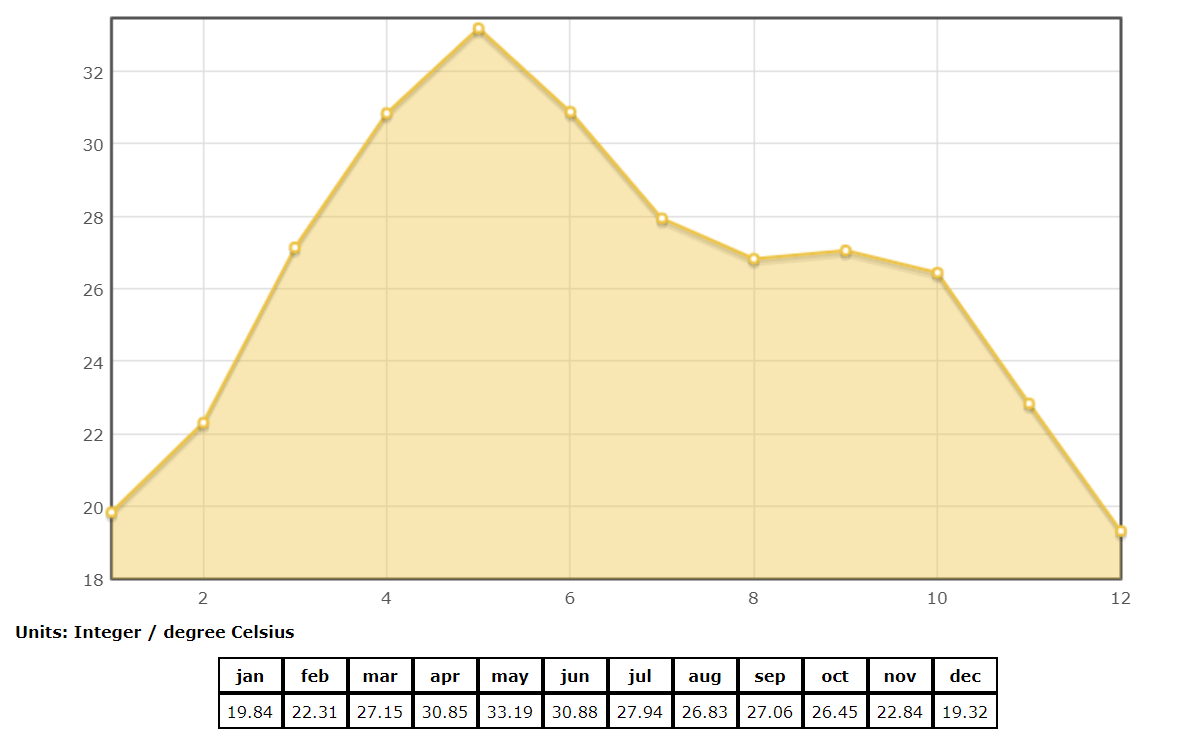 32
30
28
26
24
22
20
18
2 4 6 8 10 12
Units: Integer / degree Celsius
jan feb mar apr may jun jul aug sep oct nov dec
19.84 22.31 27.15 30.85 33.19 30.88 27.94 26.83 27.06 26.45 22.84 19.32